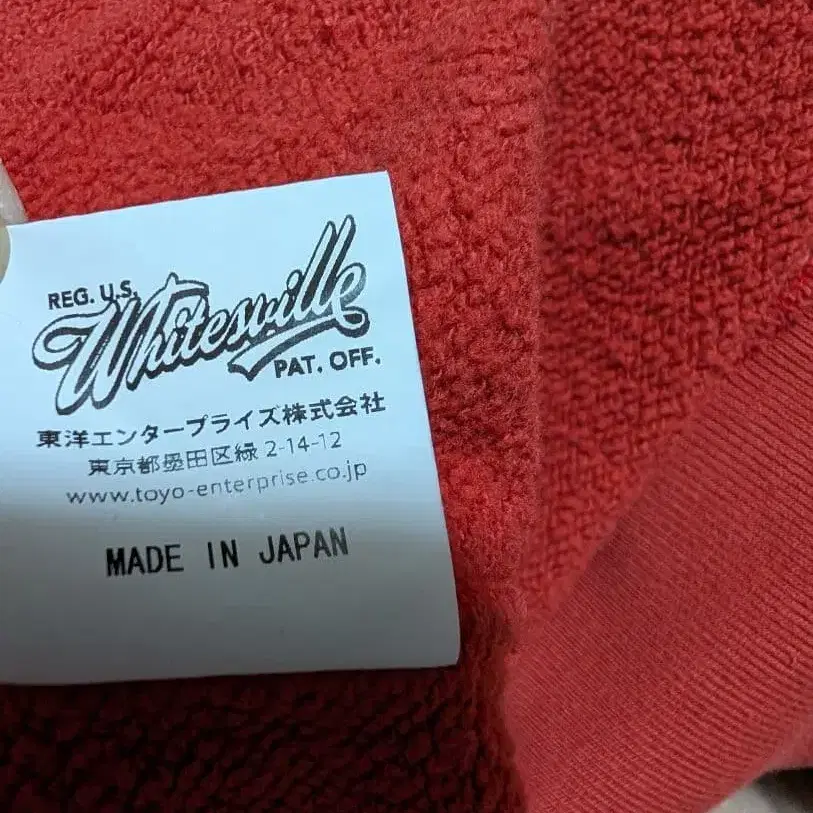 REG. U.S.
Whitesville
PAT. OFF.
東洋エンタープライズ株式会社
東京都墨田区緑 2-14-12
www.toyo-enterprise.co.jp
MADE IN JAPAN